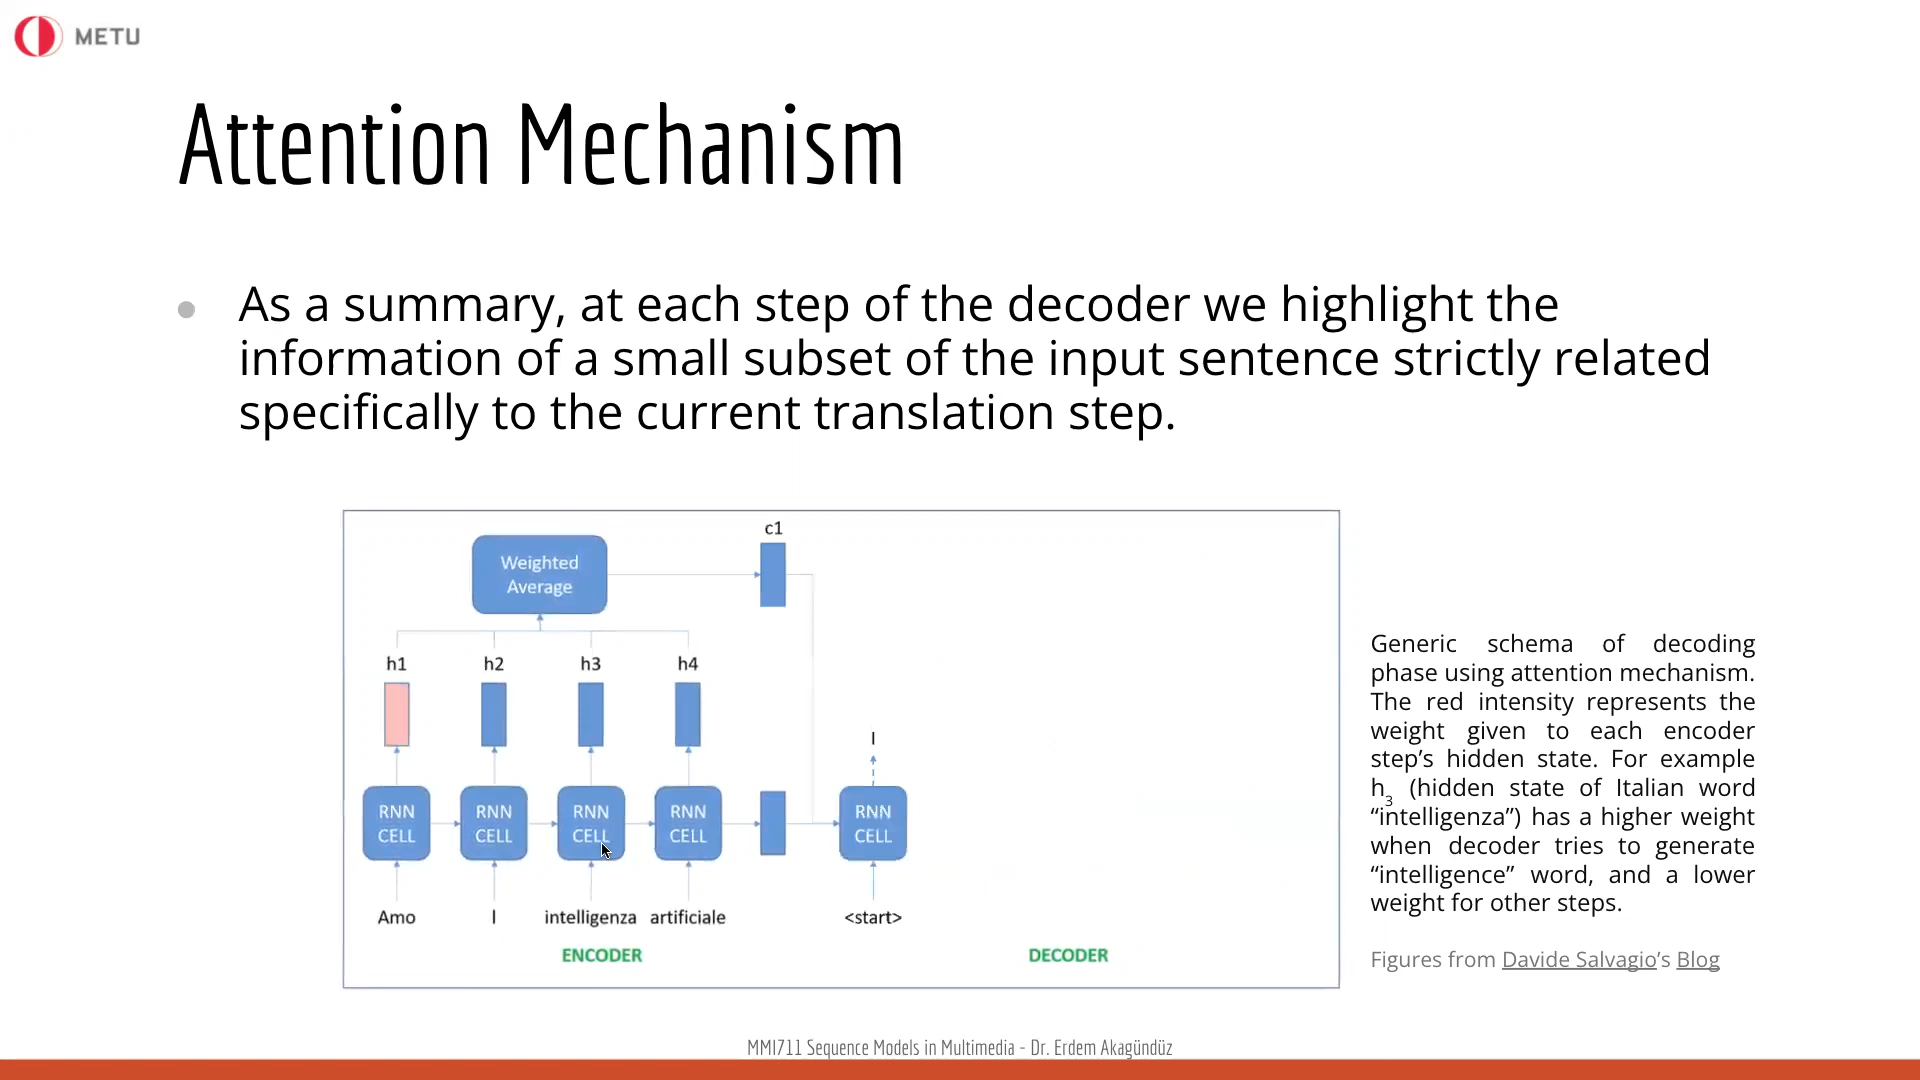 METU
Attention Mechanism
As a summary, at each step of the decoder we highlight the
information of a small subset of the input sentence strictly related
specifically to the current translation step.
c1
Weighted
Average
h1 h2 h3 h4
I
RNN CELL RNN CELL RNN CELL RNN CELL RNN CELL
Amo l intelligenza artificiale <start>
ENCODER DECODER
Generic schema of decoding
phase using attention mechanism.
The red intensity represents the
weight given to each encoder
step’s hidden state. For example
h3 (hidden state of Italian word
“intelligenza”) has a higher weight
when decoder tries to generate
“intelligence” word, and a lower
weight for other steps.
Figures from Davide Salvagio’s Blog
MMI711 Sequence Models in Multimedia - Dr. Erdem Akagündüz